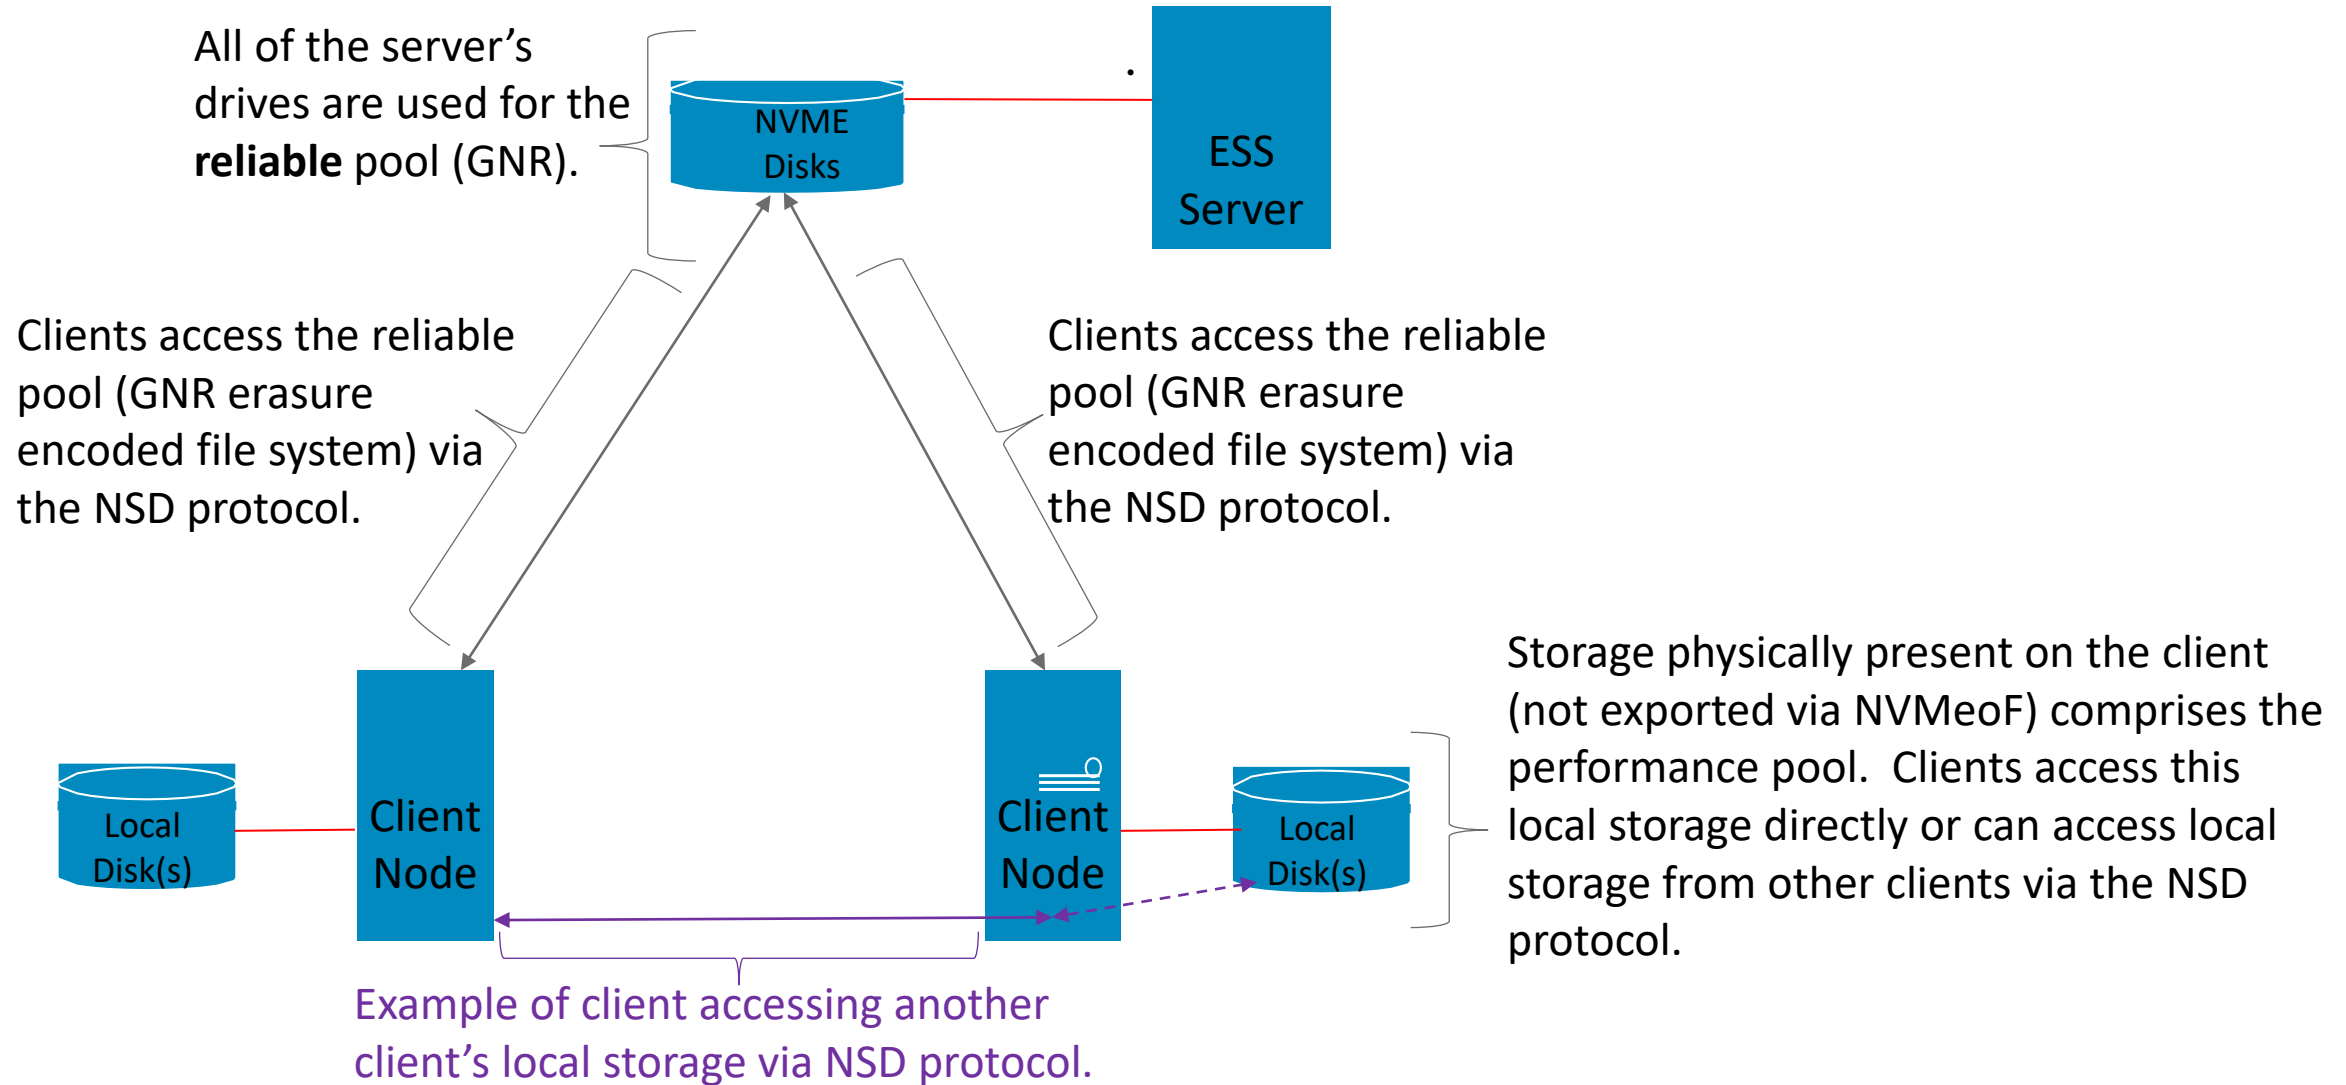 All of the server’s
drives are used for the
reliable pool (GNR).
NVME
Disks
.
ESS
Server
Clients access the reliable
pool (GNR erasure
encoded file system) via
the NSD protocol.
Clients access the reliable
pool (GNR erasure
encoded file system) via
the NSD protocol.
Local
Disk(s)
Client
Node
Client
Node
Local
Disk(s)
Storage physically present on the client
(not exported via NVMeoF) comprises the
performance pool.  Clients access this
local storage directly or can access local
storage from other clients via the NSD
protocol.
Example of client accessing another
client’s local storage via NSD protocol.